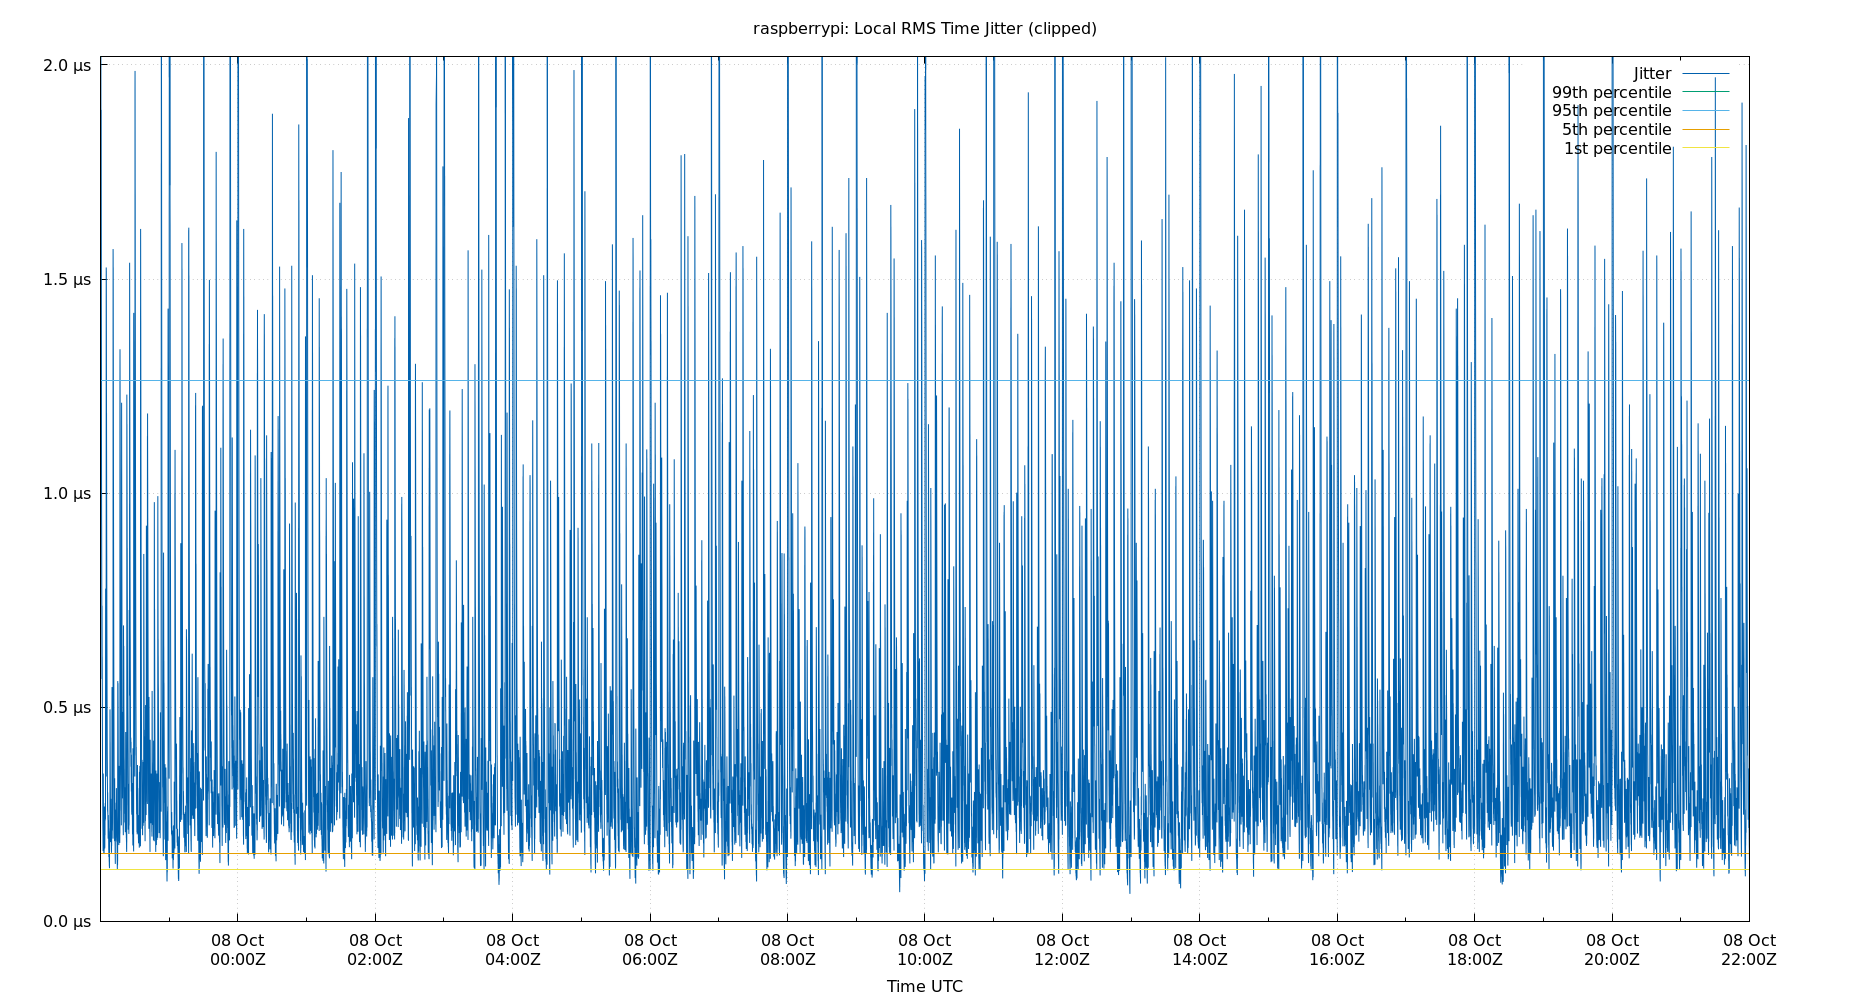 raspberrypi: Local RMS Time Jitter (clipped)
2.0 µs
1.5 µs
1.0 µs
0.5 µs
0.0 µs
Jitter
99th percentile
95th percentile
5th percentile
1st percentile
08 Oct 08 Oct 08 Oct 08 Oct 08 Oct 08 Oct 08 Oct 08 Oct 08 Oct 08 Oct 08 Oct 08 Oct
00:00Z 02:00Z 04:00Z 06:00Z 08:00Z 10:00Z 12:00Z 14:00Z 16:00Z 18:00Z 20:00Z 22:00Z
Time UTC